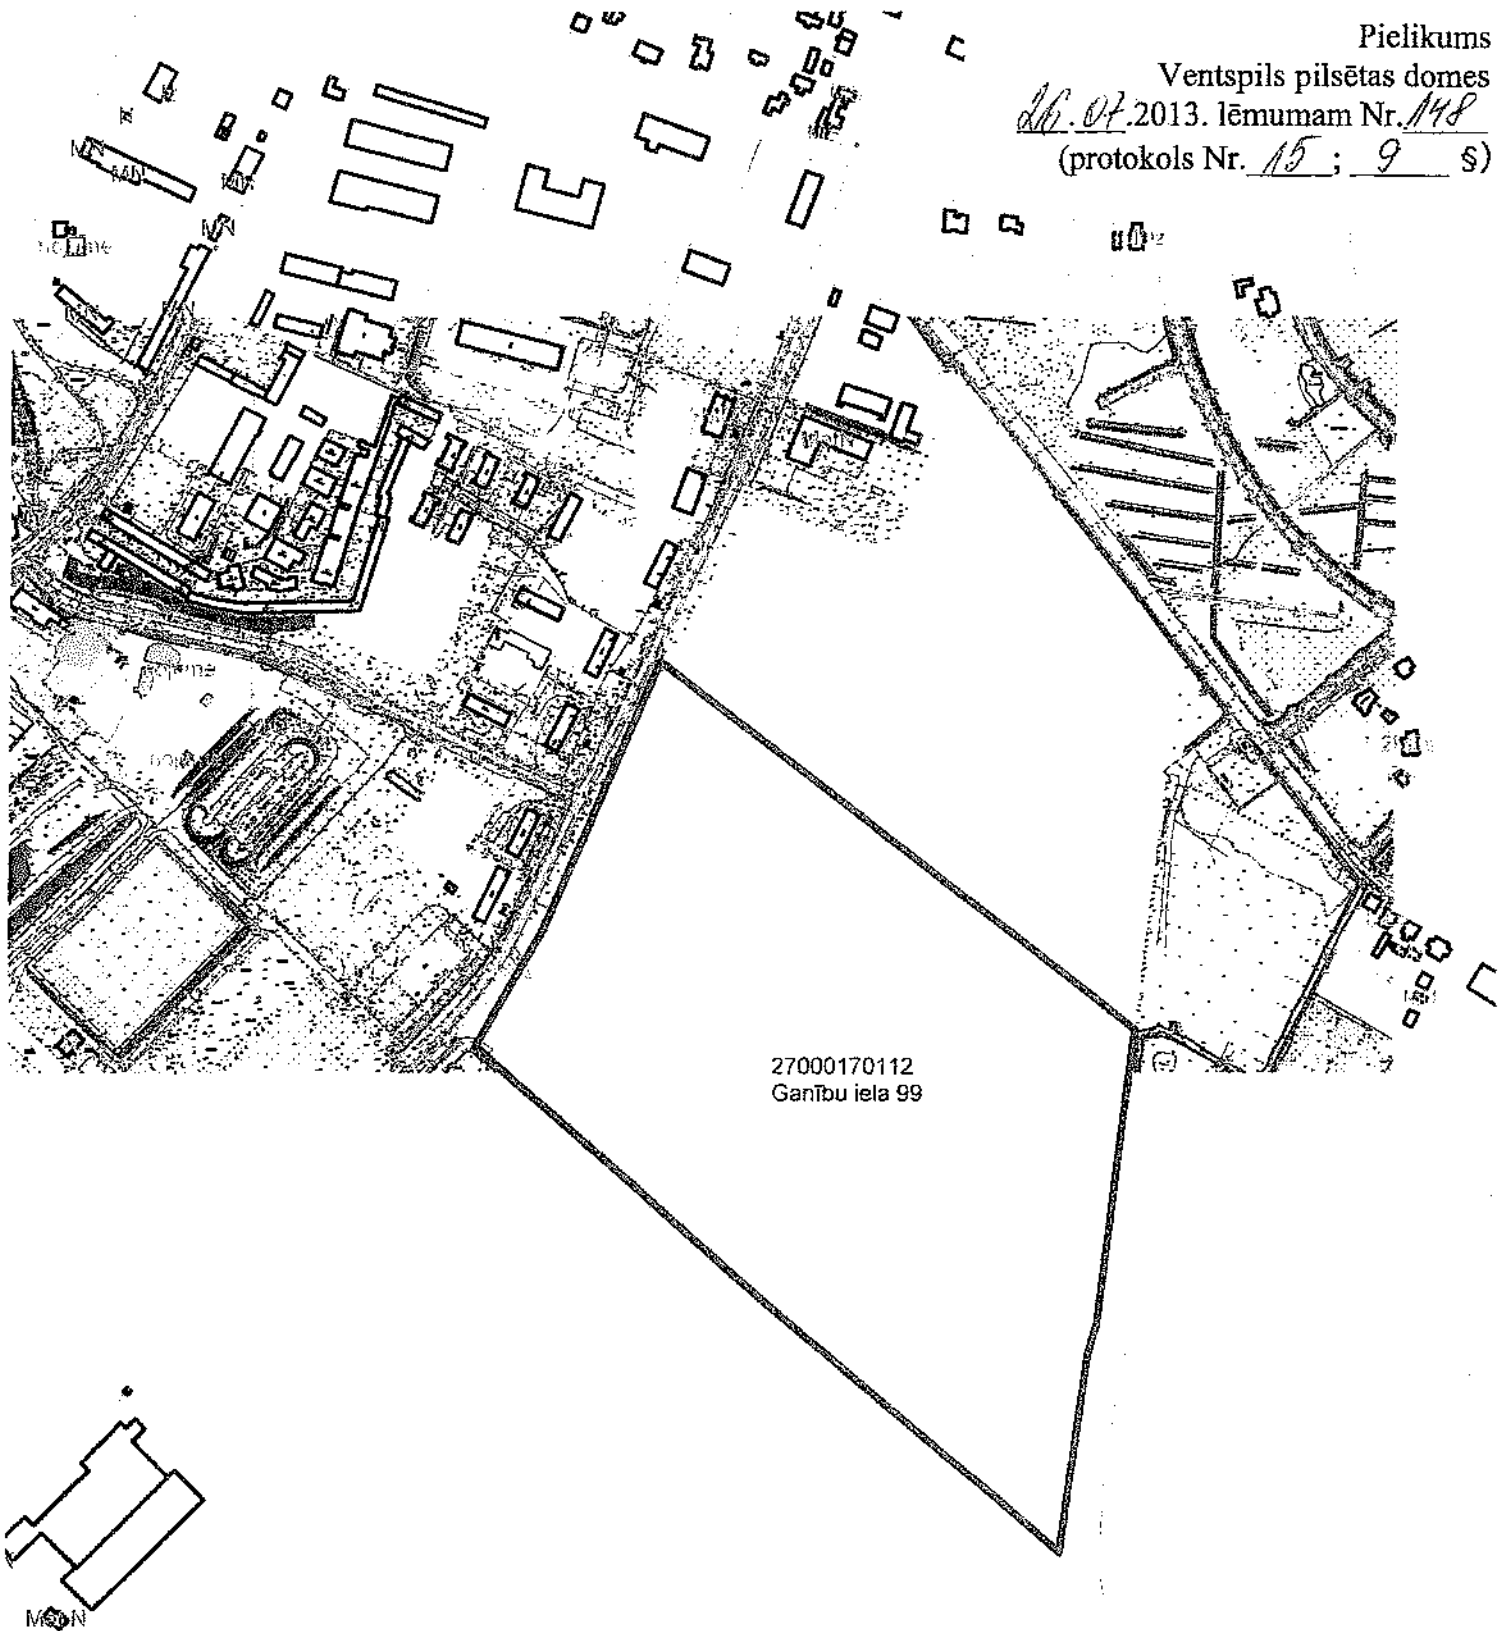 Pielikums
Ventspils pilsētas domes
26.07.2013. lēmumam Nr. 148
(protokols Nr. 15 ; 9 §)
27000170112
Ganību iela 99